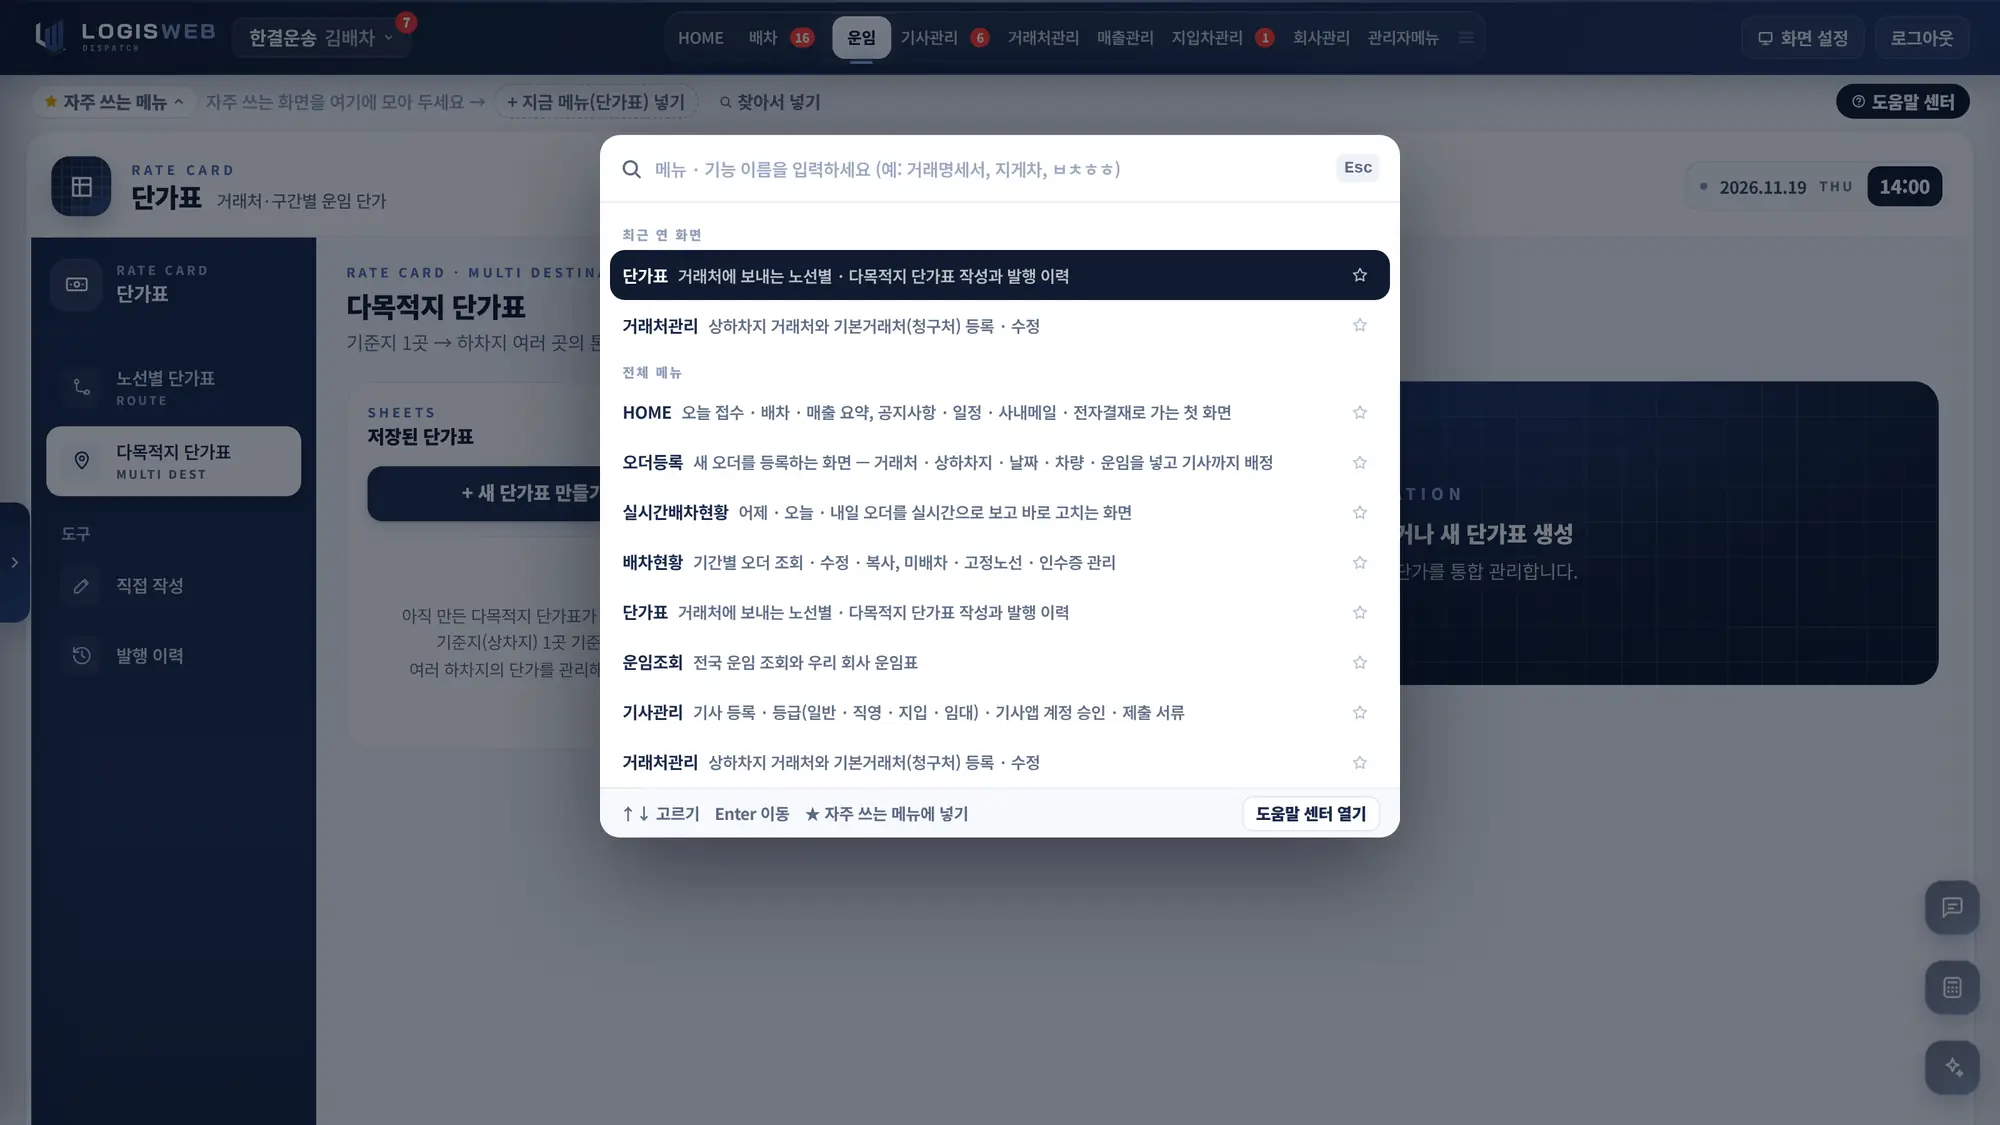 LOGISWEB
DISPATCH
한결운송 김배차
7
HOME
배차 16
운임
기사관리 6
거래처관리
매출관리
지입차관리 1
회사관리
관리자메뉴
화면 설정
로그아웃
자주 쓰는 메뉴
자주 쓰는 화면을 여기에 모아 두세요 →
+ 지금 메뉴(단가표) 넣기
찾아서 넣기
도움말 센터
RATE CARD
단가표 거래처·구간별 운임 단가
2026.11.19 THU 14:00
RATE CARD
단가표
노선별 단가표
ROUTE
다목적지 단가표
MULTI DEST
도구
직접 작성
발행 이력
RATE CARD · MULTI DESTINA
다목적지 단가표
기준지 1곳 → 하차지 여러 곳의
SHEETS
저장된 단가표
+ 새 단가표 만들기
아직 만든 다목적지 단가표가
기준지(상차지) 1곳 기준
여러 하차지의 단가를 관리해
ATION
거나 새 단가표 생성
단가를 통합 관리합니다.
메뉴 · 기능 이름을 입력하세요 (예: 거래명세서, 지게차, ㅂㅊㅎㅎ)
Esc
최근 연 화면
단가표 거래처에 보내는 노선별 · 다목적지 단가표 작성과 발행 이력
거래처관리 상하차지 거래처와 기본거래처(청구처) 등록 · 수정
전체 메뉴
HOME 오늘 접수 · 배차 · 매출 요약, 공지사항 · 일정 · 사내메일 · 전자결재로 가는 첫 화면
오더등록 새 오더를 등록하는 화면 — 거래처 · 상하차지 · 날짜 · 차량 · 운임을 넣고 기사까지 배정
실시간배차현황 어제 · 오늘 · 내일 오더를 실시간으로 보고 바로 고치는 화면
배차현황 기간별 오더 조회 · 수정 · 복사, 미배차 · 고정노선 · 인수증 관리
단가표 거래처에 보내는 노선별 · 다목적지 단가표 작성과 발행 이력
운임조회 전국 운임 조회와 우리 회사 운임표
기사관리 기사 등록 · 등급(일반 · 직영 · 지입 · 임대) · 기사앱 계정 승인 · 제출 서류
거래처관리 상하차지 거래처와 기본거래처(청구처) 등록 · 수정
↑↓ 고르기 Enter 이동 ★ 자주 쓰는 메뉴에 넣기
도움말 센터 열기